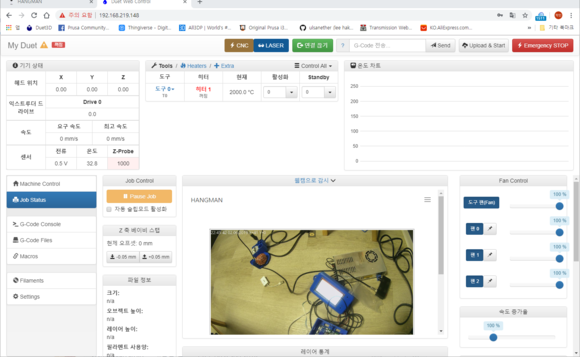 HANGMAN
Duet Web Control
주의 요함 | 192.168.219.148
Duet3D
Prusa Community...
Thingiverse – Digit...
All3DP | World's #...
Original Prusa i3...
Transmission Web...
KO.AliExpress.com...
기타 북마크
My Duet
꺼짐
CNC
LASER
연결 끊기
G-Code 전송...
Send
Upload & Start
Emergency STOP
기기 상태
X Y Z
헤드 위치 0.00 0.00 0.00
익스트루더 드라이브
Drive 0
0.0
속도
요구 속도 최고 속도
0 mm/s 0 mm/s
센서
전류 온도 Z-Probe
0.5 V 32.6 1000
Tools / Heaters / Extra
Control All
도구 히터 현재 활성화 Standby
도구 0
T0
히터 1
꺼짐
2000.0 °C
0
0
온도 차트
250
200
150
100
50
0
Machine Control
Job Status
G-Code Console
G-Code Files
Macros
Filaments
Settings
Job Control
Pause Job
자동 슬립모드 활성화
Z 축 베이비 스텝
현재 오프셋: 0 mm
-0.05 mm
+0.05 mm
파일 정보
크기:
n/a
오브젝트 높이:
n/a
레이어 높이:
n/a
필라멘트 사용량:
n/a
웹캠으로 감시
HANGMAN
레이어 통계
Fan Control
도구 팬(Fan)
100 %
팬 0
100 %
팬 1
100 %
팬 2
100 %
속도 증가율
100 %